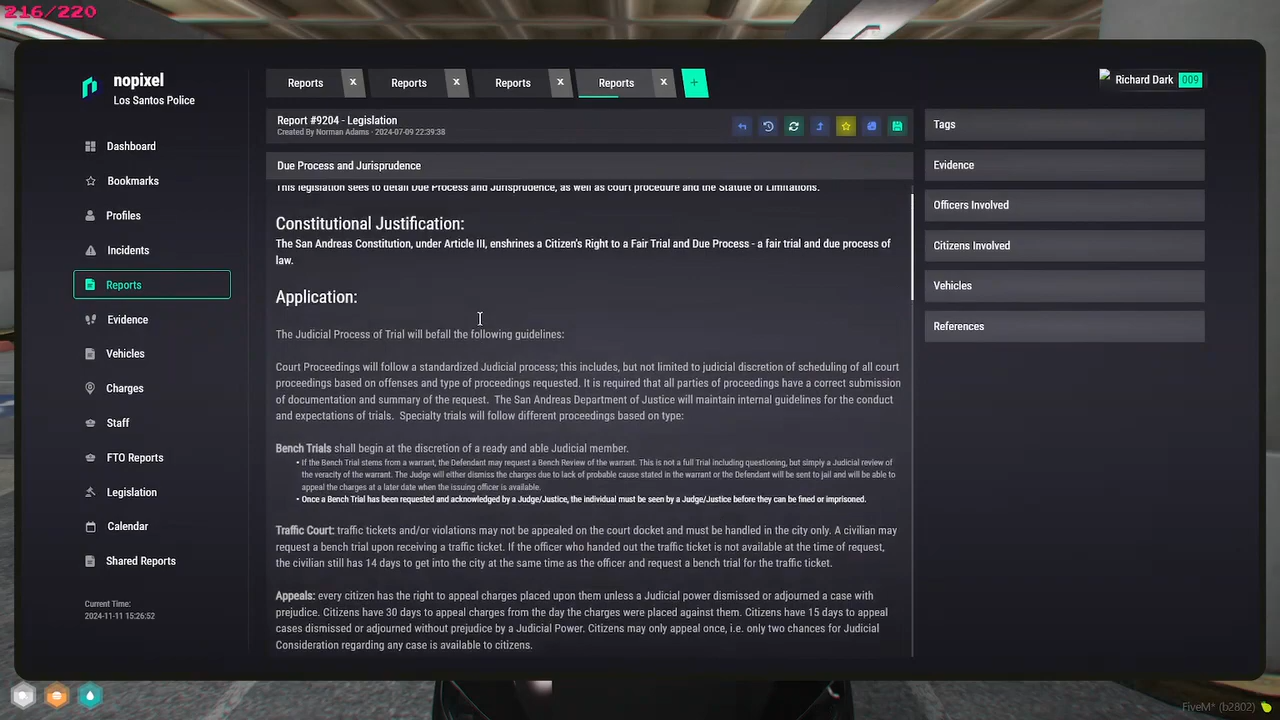 216/220
nopixel
Los Santos Police
Dashboard
Bookmarks
Profiles
Incidents
Reports
Evidence
Vehicles
Charges
Staff
FTO Reports
Legislation
Calendar
Shared Reports
Current Time:
2024-11-11 15:26:52
Reports x Reports x Reports x Reports x +
Report #9204 - Legislation
Created By Norman Adams · 2024-07-09 22:39:38
Due Process and Jurisprudence
This legislation sees to detail Due Process and Jurisprudence, as well as court procedure and the Statute of Limitations.
Constitutional Justification:
The San Andreas Constitution, under Article III, enshrines a Citizen's Right to a Fair Trial and Due Process - a fair trial and due process of
law.
Application:
The Judicial Process of Trial will befall the following guidelines:
Court Proceedings will follow a standardized Judicial process; this includes, but not limited to judicial discretion of scheduling of all court
proceedings based on offenses and type of proceedings requested. It is required that all parties of proceedings have a correct submission
of documentation and summary of the request. The San Andreas Department of Justice will maintain internal guidelines for the conduct
and expectations of trials. Specialty trials will follow different proceedings based on type:
Bench Trials shall begin at the discretion of a ready and able Judicial member.
• If the Bench Trial stems from a warrant, the Defendant may request a Bench Review of the warrant. This is not a full Trial including questioning, but simply a Judicial review of
the veracity of the warrant. The Judge will either dismiss the charges due to lack of probable cause stated in the warrant or the Defendant will be sent to jail and will be able to
appeal the charges at a later date when the issuing officer is available.
• Once a Bench Trial has been requested and acknowledged by a Judge/Justice, the individual must be seen by a Judge/Justice before they can be fined or imprisoned.
Traffic Court: traffic tickets and/or violations may not be appealed on the court docket and must be handled in the city only. A civilian may
request a bench trial upon receiving a traffic ticket. If the officer who handed out the traffic ticket is not available at the time of request,
the civilian still has 14 days to get into the city at the same time as the officer and request a bench trial for the traffic ticket.
Appeals: every citizen has the right to appeal charges placed upon them unless a Judicial power dismissed or adjourned a case with
prejudice. Citizens have 30 days to appeal charges from the day the charges were placed against them. Citizens have 15 days to appeal
cases dismissed or adjourned without prejudice by a Judicial Power. Citizens may only appeal once, i.e. only two chances for Judicial
Consideration regarding any case is available to citizens.
Richard Dark 009
Tags
Evidence
Officers Involved
Citizens Involved
Vehicles
References
FiveM* (b2802)